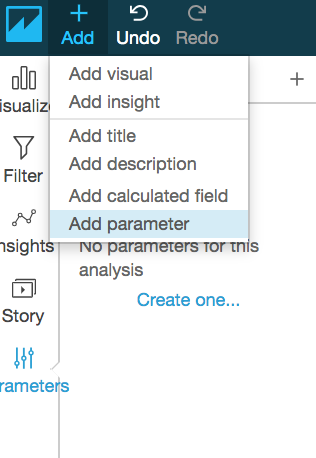 Add Undo Redo
Add visual
Add insight
Add title
Add description
Add calculated field
Add parameter
isualize
Filter
nsights
Story
rameters
No parameters for this
analysis
Create one...